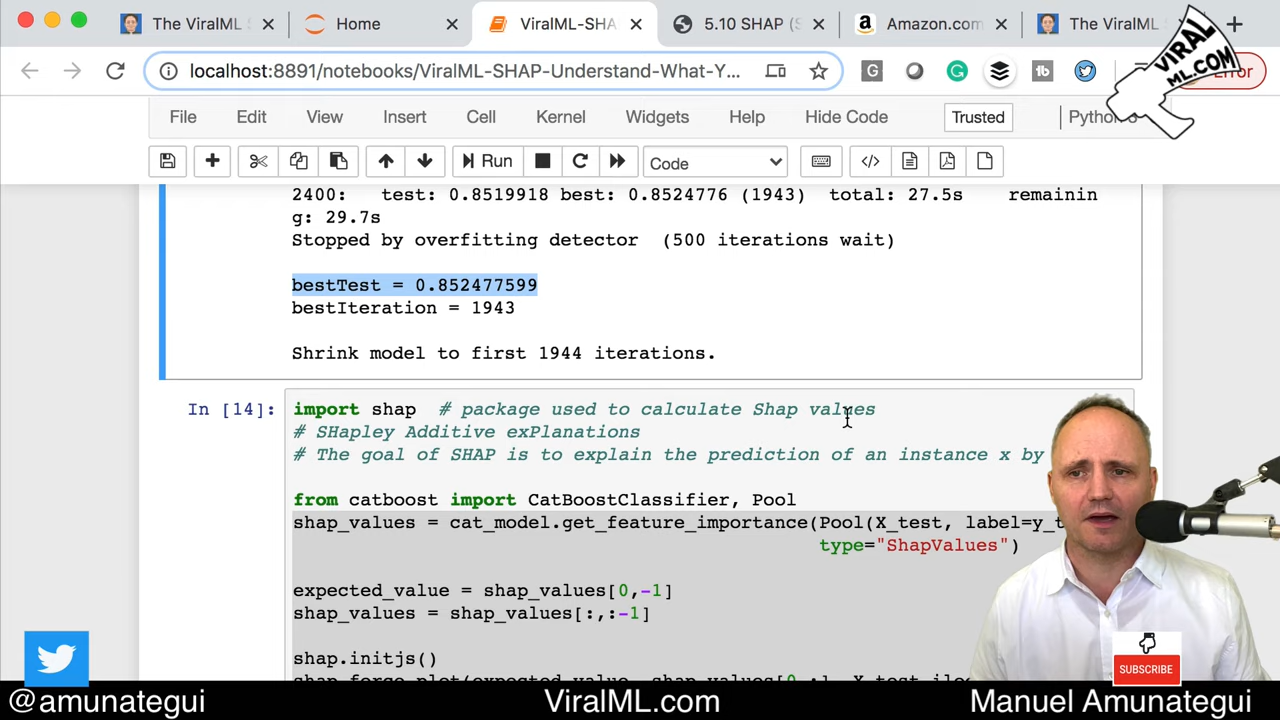 The ViralML
Home
ViralML-SHA
5.10 SHAP (S
Amazon.com
The ViralML
localhost:8891/notebooks/ViralML-SHAP-Understand-What-Y...
VIRAL
ML.COM
File Edit View Insert Cell Kernel Widgets Help Hide Code Trusted
Run Code
2400: test: 0.8519918 best: 0.8524776 (1943) total: 27.5s remainin
g: 29.7s
Stopped by overfitting detector (500 iterations wait)
bestTest = 0.852477599
bestIteration = 1943
Shrink model to first 1944 iterations.
In [14]: import shap # package used to calculate Shap values
# SHapley Additive exPlanations
# The goal of SHAP is to explain the prediction of an instance x by
from catboost import CatBoostClassifier, Pool
shap_values = cat_model.get_feature_importance(Pool(X_test, label=y_t
type="ShapValues")
expected_value = shap_values[0,-1]
shap_values = shap_values[:,:-1]
shap.initjs()
SUBSCRIBE
@amunategui ViralML.com Manuel Amunategui